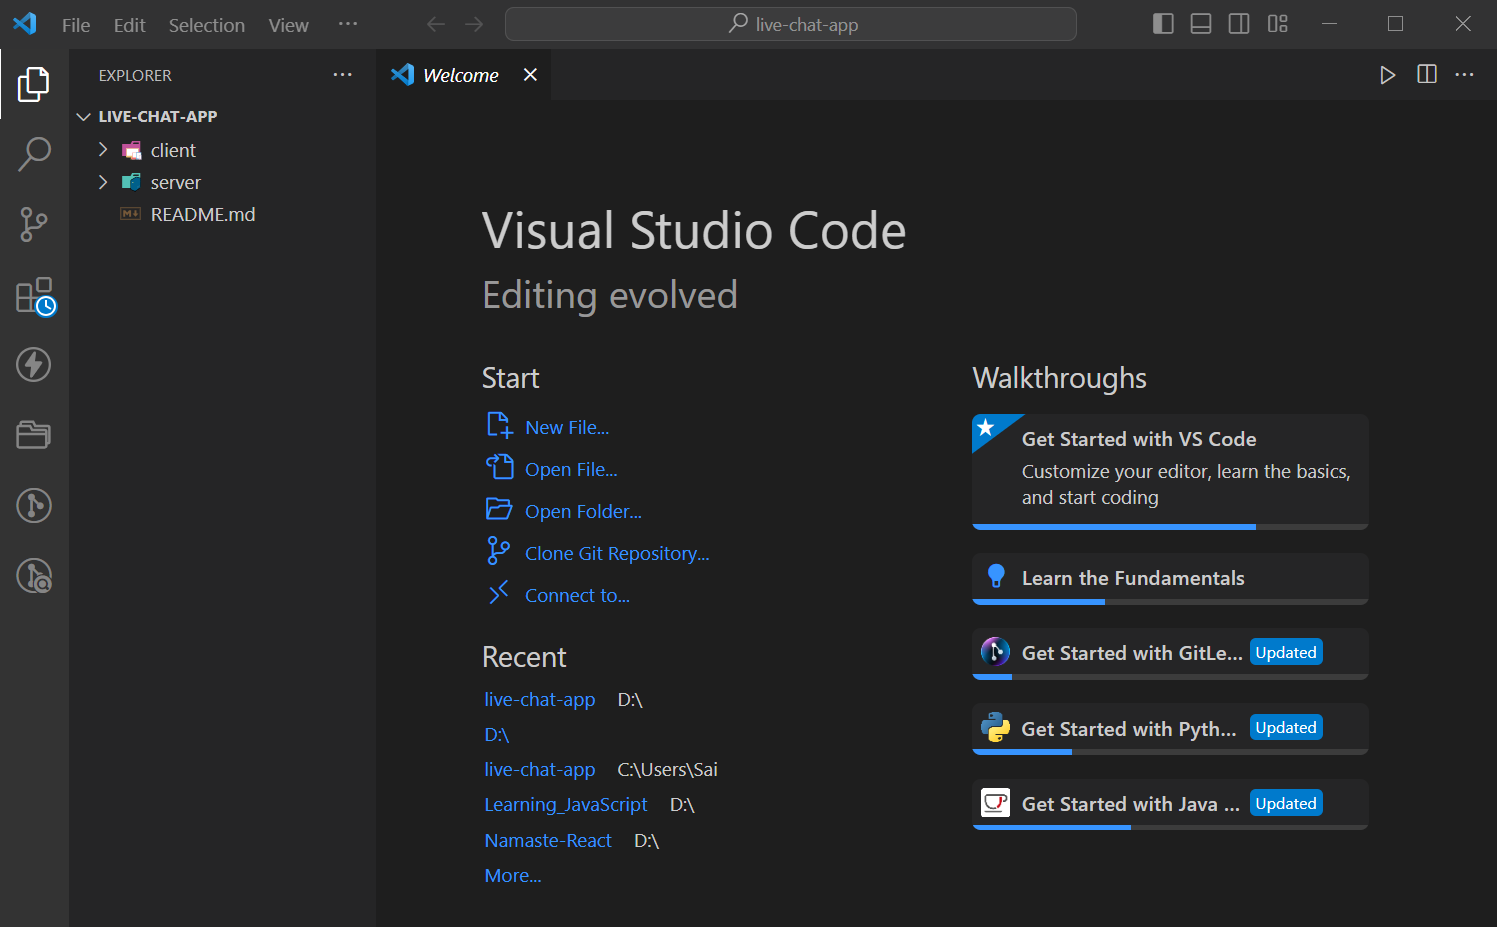 File Edit Selection View ···
live-chat-app
EXPLORER ···
Welcome
LIVE-CHAT-APP
client
server
README.md
Visual Studio Code
Editing evolved
Start
New File...
Open File...
Open Folder...
Clone Git Repository...
Connect to...
Recent
live-chat-app D:\
D:\
live-chat-app C:\Users\Sai
Learning_JavaScript D:\
Namaste-React D:\
More...
Walkthroughs
Get Started with VS Code
Customize your editor, learn the basics,
and start coding
Learn the Fundamentals
Get Started with GitLe... Updated
Get Started with Pyth... Updated
Get Started with Java ... Updated